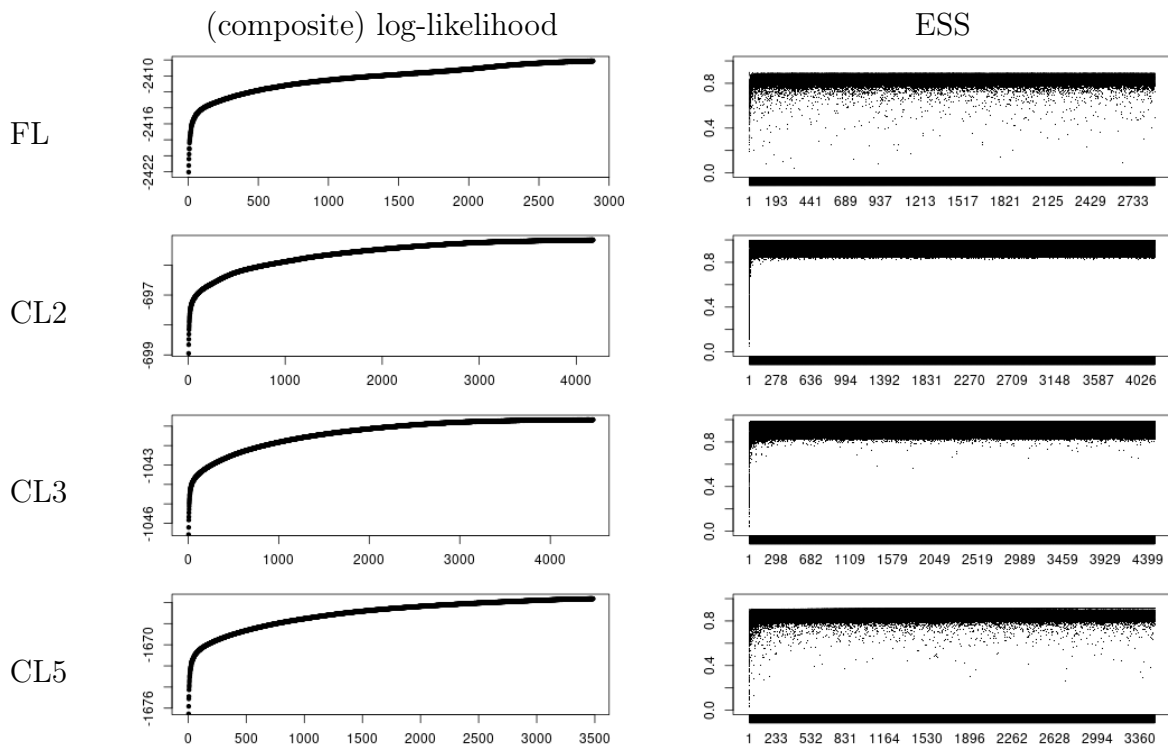 (composite) log-likelihood ESS
FL
-2422 -2416 -2410
0 500 1000 1500 2000 2500 3000
0.0 0.4 0.8
1 193 441 689 937 1213 1517 1821 2125 2429 2733
CL2
-699 -697
0 1000 2000 3000 4000
0.0 0.4 0.8
1 278 636 994 1392 1831 2270 2709 3148 3587 4026
CL3
-1046 -1043
0 1000 2000 3000 4000
0.0 0.4 0.8
1 298 682 1109 1579 2049 2519 2989 3459 3929 4399
CL5
-1676 -1670
0 500 1000 1500 2000 2500 3000 3500
0.0 0.4 0.8
1 233 532 831 1164 1530 1896 2262 2628 2994 3360